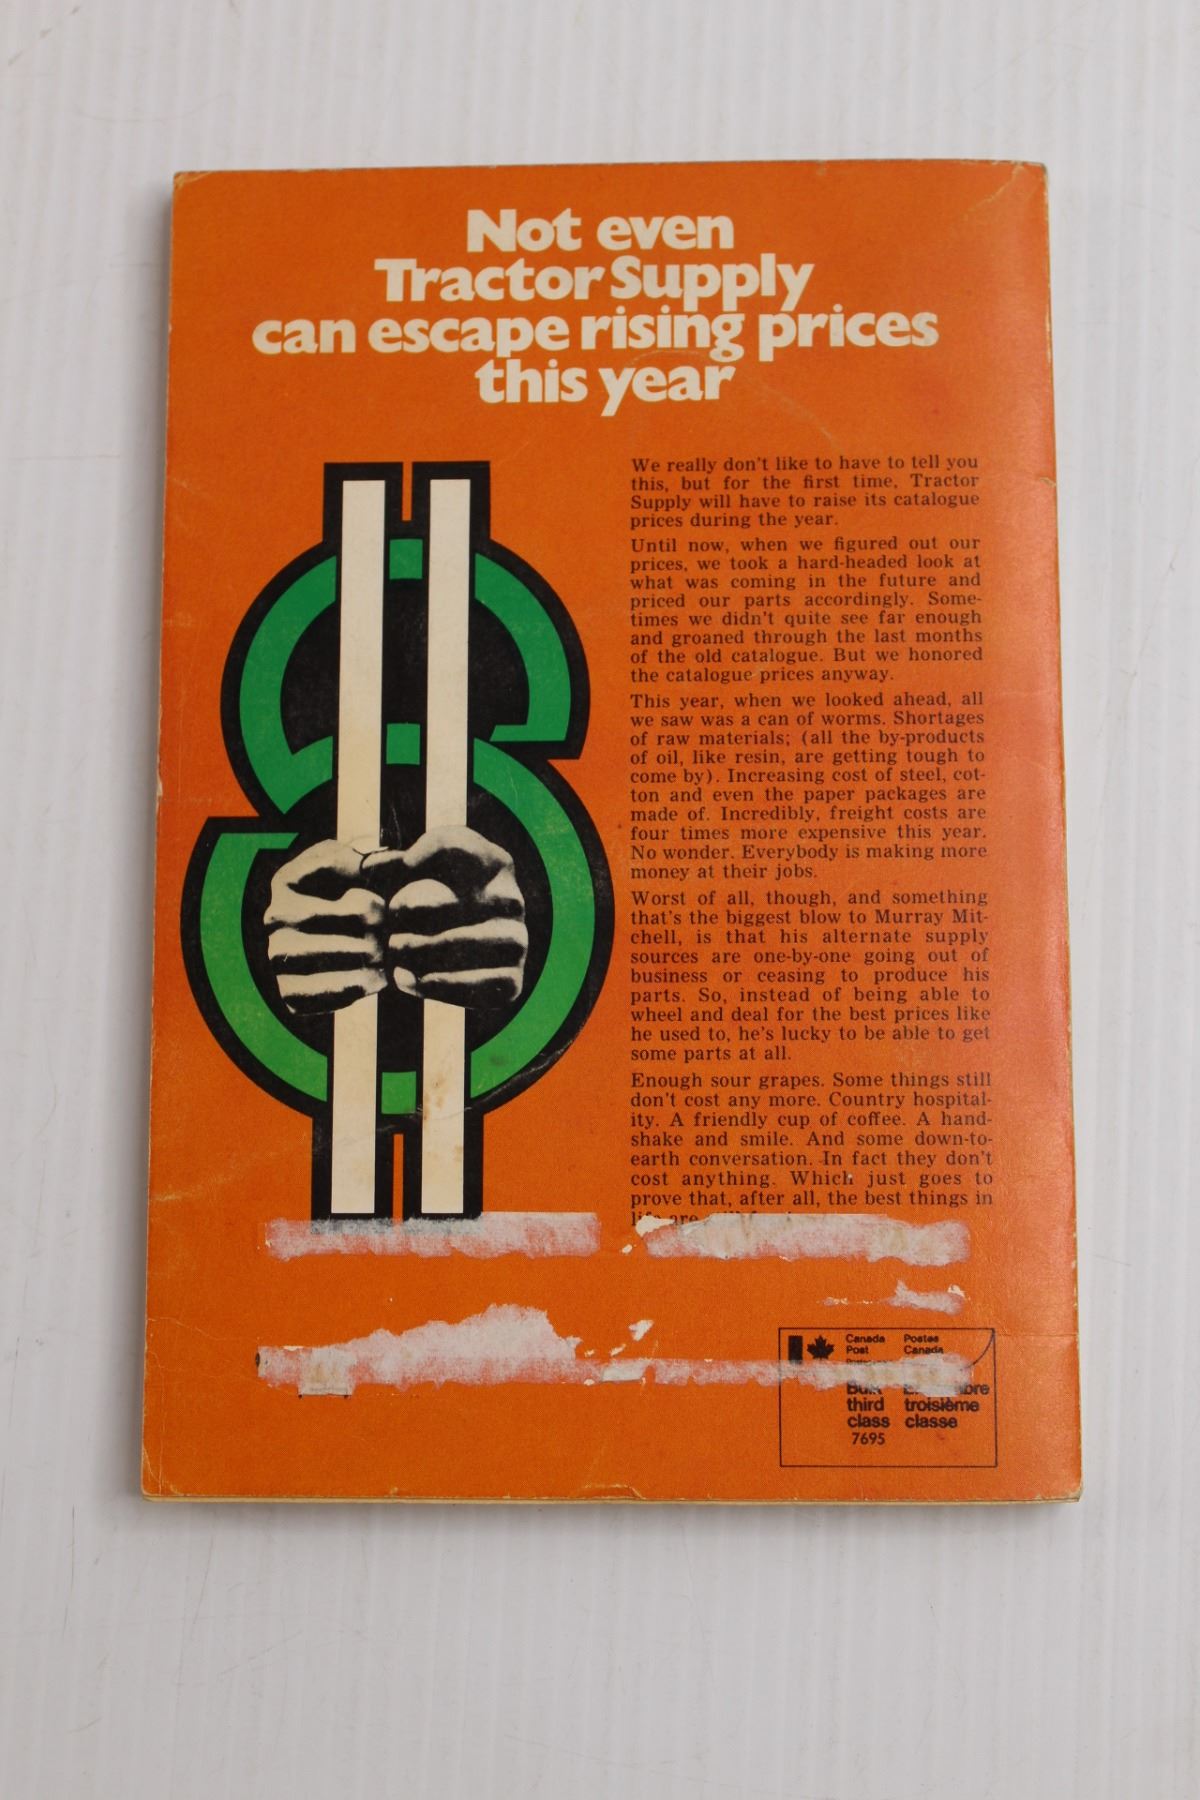 Not even
Tractor Supply
can escape rising prices
this year
We really don't like to have to tell you
this, but for the first time, Tractor
Supply will have to raise its catalogue
prices during the year.
Until now, when we figured out our
prices, we took a hard-headed look at
what was coming in the future and
priced our parts accordingly. Some-
times we didn't quite see far enough
and groaned through the last months
of the old catalogue. But we honored
the catalogue prices anyway.
This year, when we looked ahead, all
we saw was a can of worms. Shortages
of raw materials; (all the by-products
of oil, like resin, are getting tough to
come by). Increasing cost of steel, cot-
ton and even the paper packages are
made of. Incredibly, freight costs are
four times more expensive this year.
No wonder. Everybody is making more
money at their jobs.
Worst of all, though, and something
that's the biggest blow to Murray Mit-
chell, is that his alternate supply
sources are one-by-one going out of
business or ceasing to produce his
parts. So, instead of being able to
wheel and deal for the best prices like
he used to, he's lucky to be able to get
some parts at all.
Enough sour grapes. Some things still
don't cost any more. Country hospital-
ity. A friendly cup of coffee. A hand-
shake and smile. And some down-to-
earth conversation. In fact they don't
cost anything. Which just goes to
prove that, after all, the best things in
life are
Canada Postes
Post Canada
Bulk
third troisième
class classe
7695